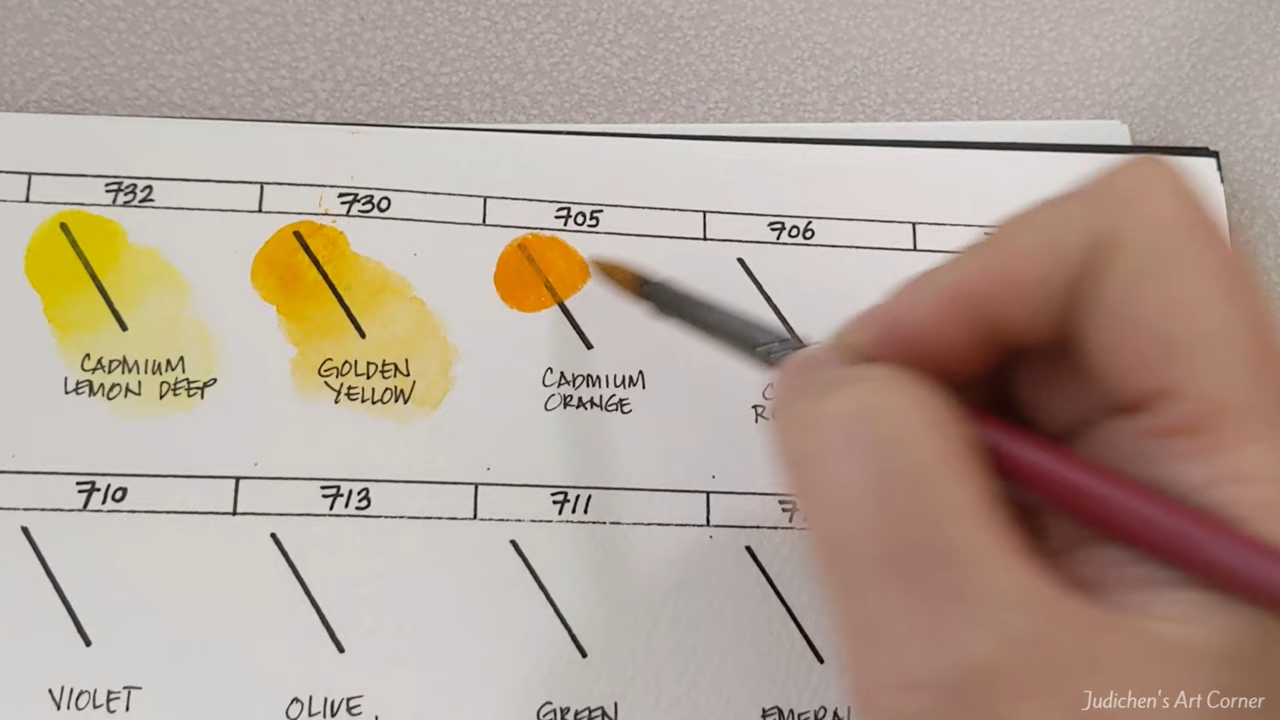 732
730
705
706
CADMIUM
LEMON DEEP
GOLDEN
YELLOW
CADMIUM
ORANGE
710
713
711
VIOLET
OLIVE
GREEN
Judichen's Art Corner